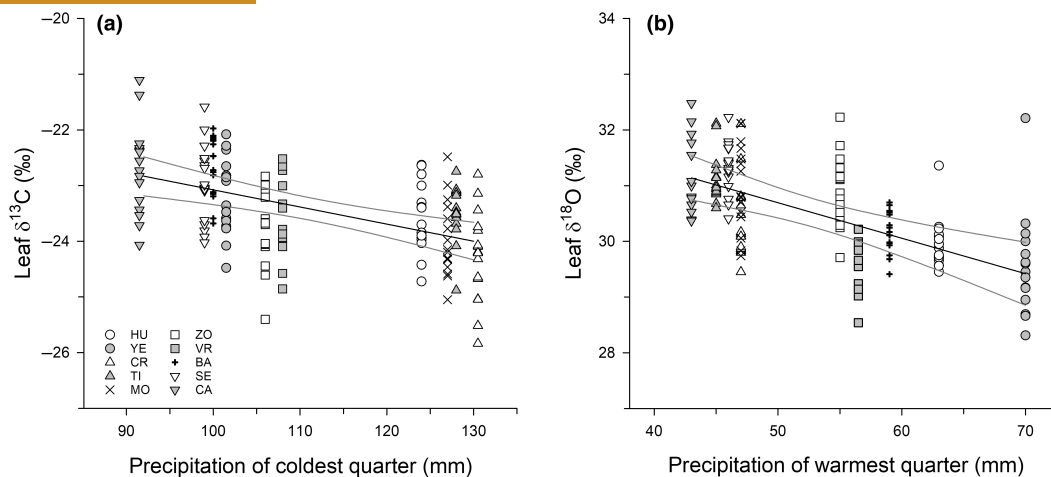 (a)
−20
−22
−24
−26
Leaf δ¹³C (‰)
HU ZO
YE VR
CR BA
TI SE
MO CA
90 100 110 120 130
Precipitation of coldest quarter (mm)
(b)
34
32
30
28
Leaf δ¹⁸O (‰)
40 50 60 70
Precipitation of warmest quarter (mm)